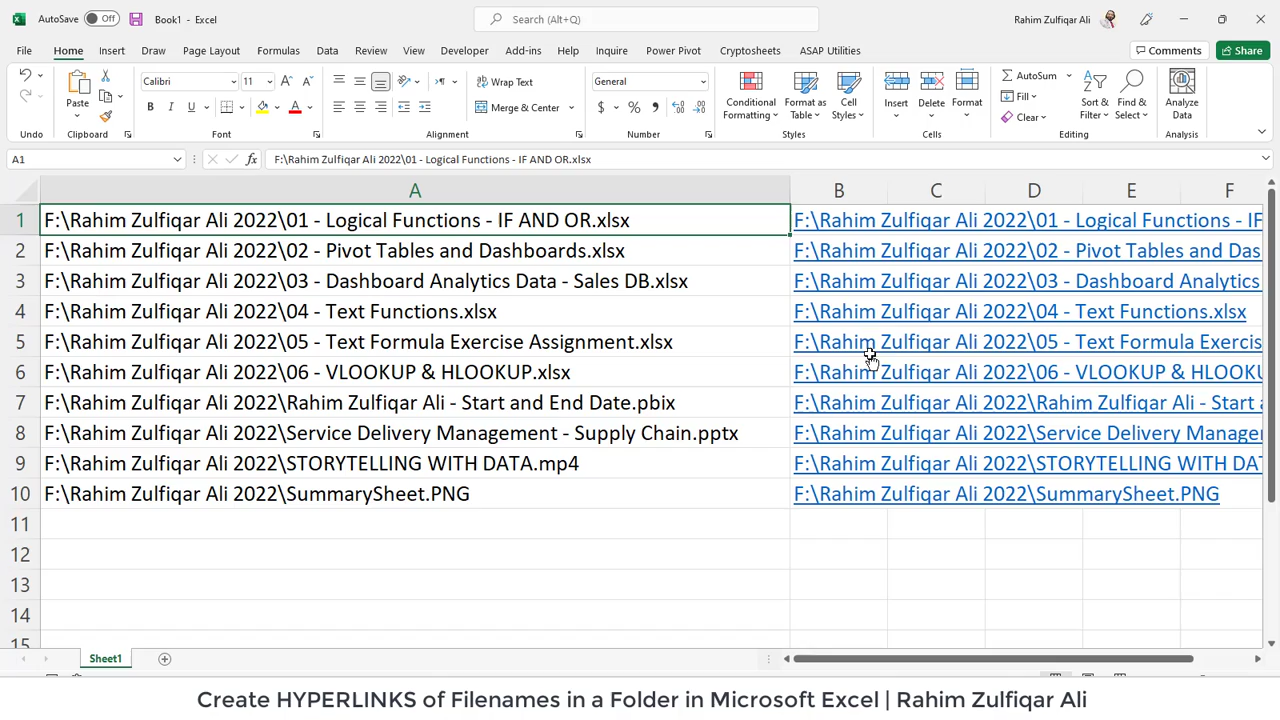 AutoSave Off Book1 - Excel Search (Alt+Q) Rahim Zulfiqar Ali
File Home Insert Draw Page Layout Formulas Data Review View Developer Add-ins Help Inquire Power Pivot Cryptosheets ASAP Utilities Comments Share
Calibri 11 Wrap Text General AutoSum
Paste Conditional Format as Cell Insert Delete Format Fill Sort & Find & Analyze
B I U Merge & Center $ % Formatting Table Styles Clear Filter Select Data
Undo Clipboard Font Alignment Number Styles Cells Editing Analysis
A1 fx F:\Rahim Zulfiqar Ali 2022\01 - Logical Functions - IF AND OR.xlsx
A B C D E F
1 F:\Rahim Zulfiqar Ali 2022\01 - Logical Functions - IF AND OR.xlsx F:\Rahim Zulfiqar Ali 2022\01 - Logical Functions - IF
2 F:\Rahim Zulfiqar Ali 2022\02 - Pivot Tables and Dashboards.xlsx F:\Rahim Zulfiqar Ali 2022\02 - Pivot Tables and Das
3 F:\Rahim Zulfiqar Ali 2022\03 - Dashboard Analytics Data - Sales DB.xlsx F:\Rahim Zulfiqar Ali 2022\03 - Dashboard Analytics
4 F:\Rahim Zulfiqar Ali 2022\04 - Text Functions.xlsx F:\Rahim Zulfiqar Ali 2022\04 - Text Functions.xlsx
5 F:\Rahim Zulfiqar Ali 2022\05 - Text Formula Exercise Assignment.xlsx F:\Rahim Zulfiqar Ali 2022\05 - Text Formula Exercis
6 F:\Rahim Zulfiqar Ali 2022\06 - VLOOKUP & HLOOKUP.xlsx F:\Rahim Zulfiqar Ali 2022\06 - VLOOKUP & HLOOKU
7 F:\Rahim Zulfiqar Ali 2022\Rahim Zulfiqar Ali - Start and End Date.pbix F:\Rahim Zulfiqar Ali 2022\Rahim Zulfiqar Ali - Start
8 F:\Rahim Zulfiqar Ali 2022\Service Delivery Management - Supply Chain.pptx F:\Rahim Zulfiqar Ali 2022\Service Delivery Manage
9 F:\Rahim Zulfiqar Ali 2022\STORYTELLING WITH DATA.mp4 F:\Rahim Zulfiqar Ali 2022\STORYTELLING WITH DA
10 F:\Rahim Zulfiqar Ali 2022\SummarySheet.PNG F:\Rahim Zulfiqar Ali 2022\SummarySheet.PNG
11
12
13
14
15
Sheet1
Create HYPERLINKS of Filenames in a Folder in Microsoft Excel | Rahim Zulfiqar Ali